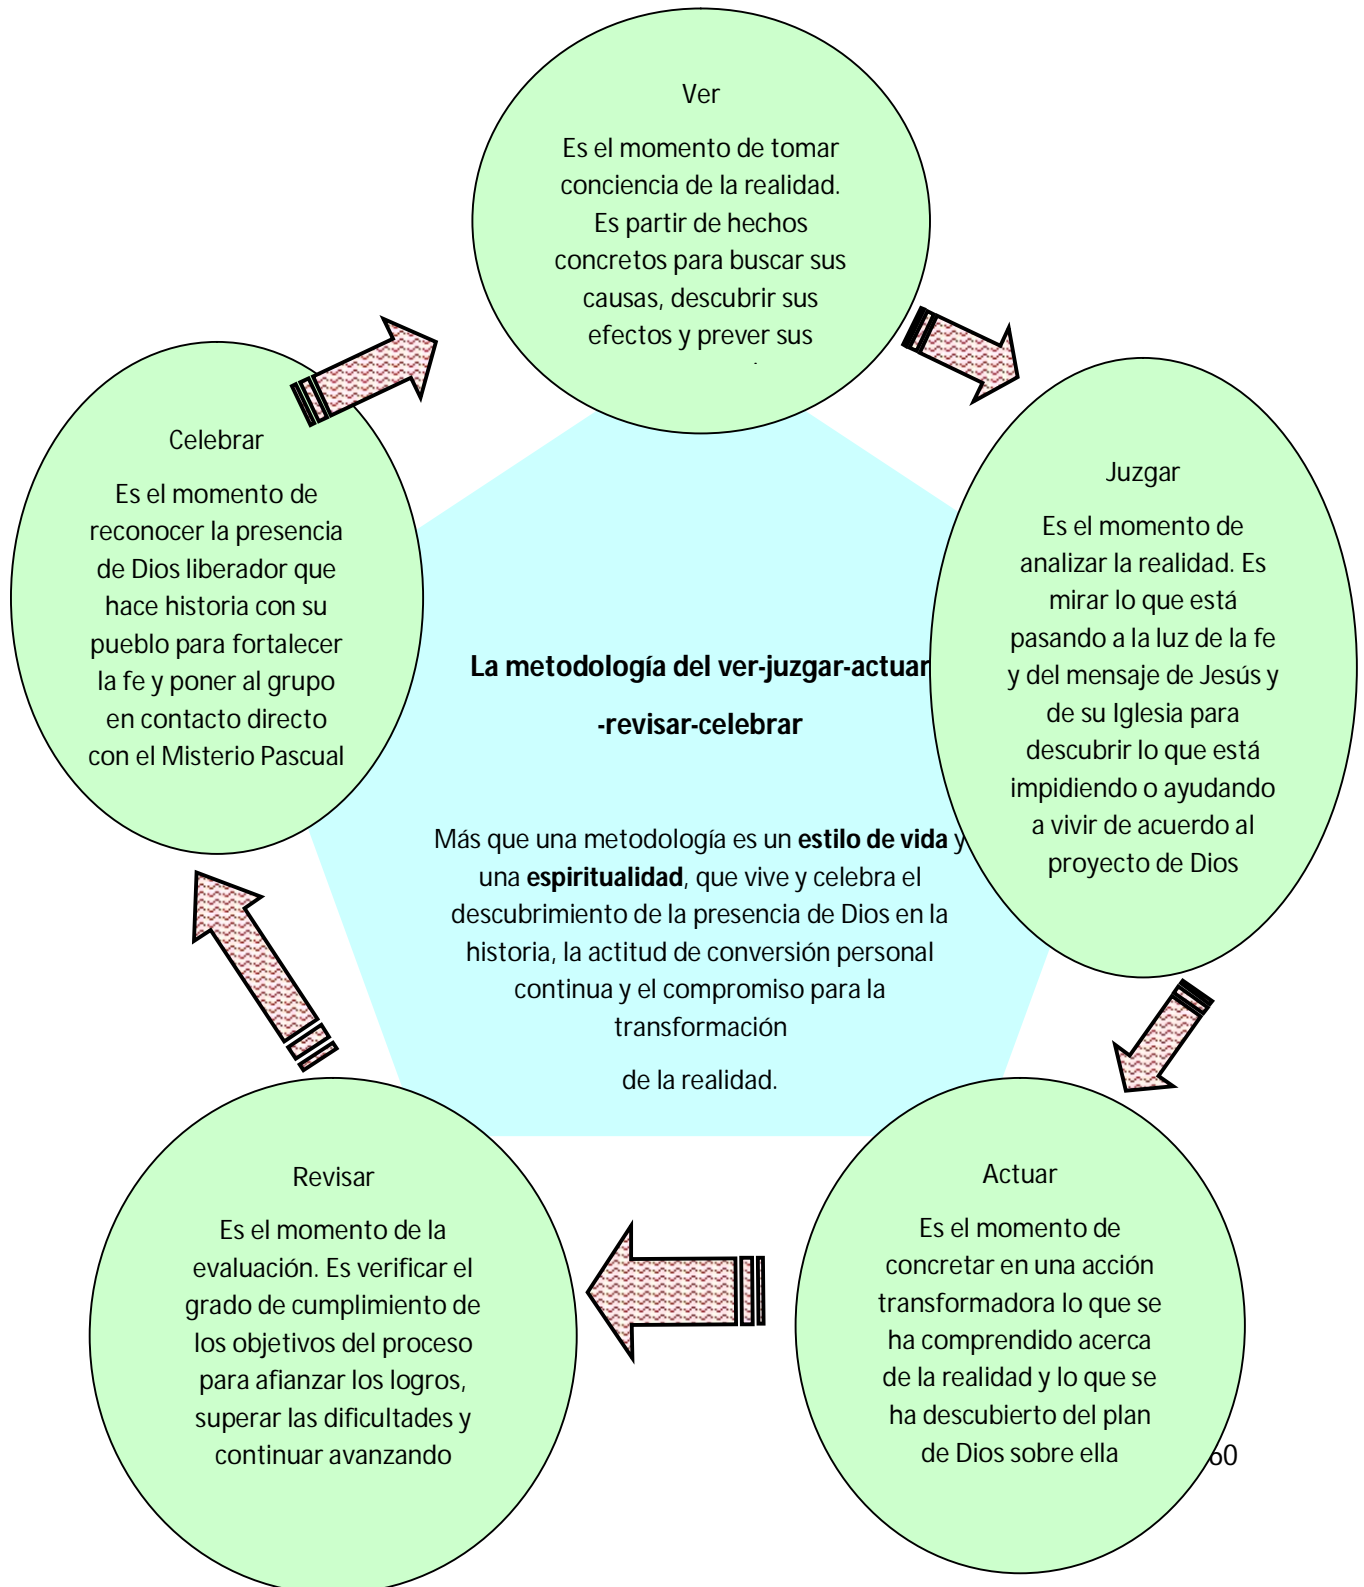 Ver
Es el momento de tomar
conciencia de la realidad.
Es partir de hechos
concretos para buscar sus
causas, descubrir sus
efectos y prever sus
Juzgar
Es el momento de
analizar la realidad. Es
mirar lo que está
pasando a la luz de la fe
y del mensaje de Jesús y
de su Iglesia para
descubrir lo que está
impidiendo o ayudando
a vivir de acuerdo al
proyecto de Dios
Actuar
Es el momento de
concretar en una acción
transformadora lo que se
ha comprendido acerca
de la realidad y lo que se
ha descubierto del plan
de Dios sobre ella
Revisar
Es el momento de la
evaluación. Es verificar el
grado de cumplimiento de
los objetivos del proceso
para afianzar los logros,
superar las dificultades y
continuar avanzando
Celebrar
Es el momento de
reconocer la presencia
de Dios liberador que
hace historia con su
pueblo para fortalecer
la fe y poner al grupo
en contacto directo
con el Misterio Pascual
La metodología del ver-juzgar-actuar
-revisar-celebrar
Más que una metodología es un estilo de vida y
una espiritualidad, que vive y celebra el
descubrimiento de la presencia de Dios en la
historia, la actitud de conversión personal
continua y el compromiso para la
transformación
de la realidad.